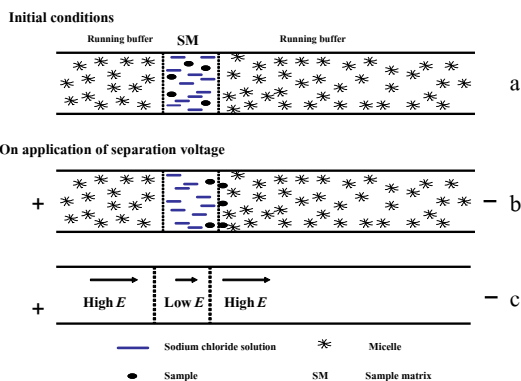 Initial conditions
Running buffer SM Running buffer
a
On application of separation voltage
+ − b
High E Low E High E
+ − c
Sodium chloride solution Micelle
Sample SM Sample matrix